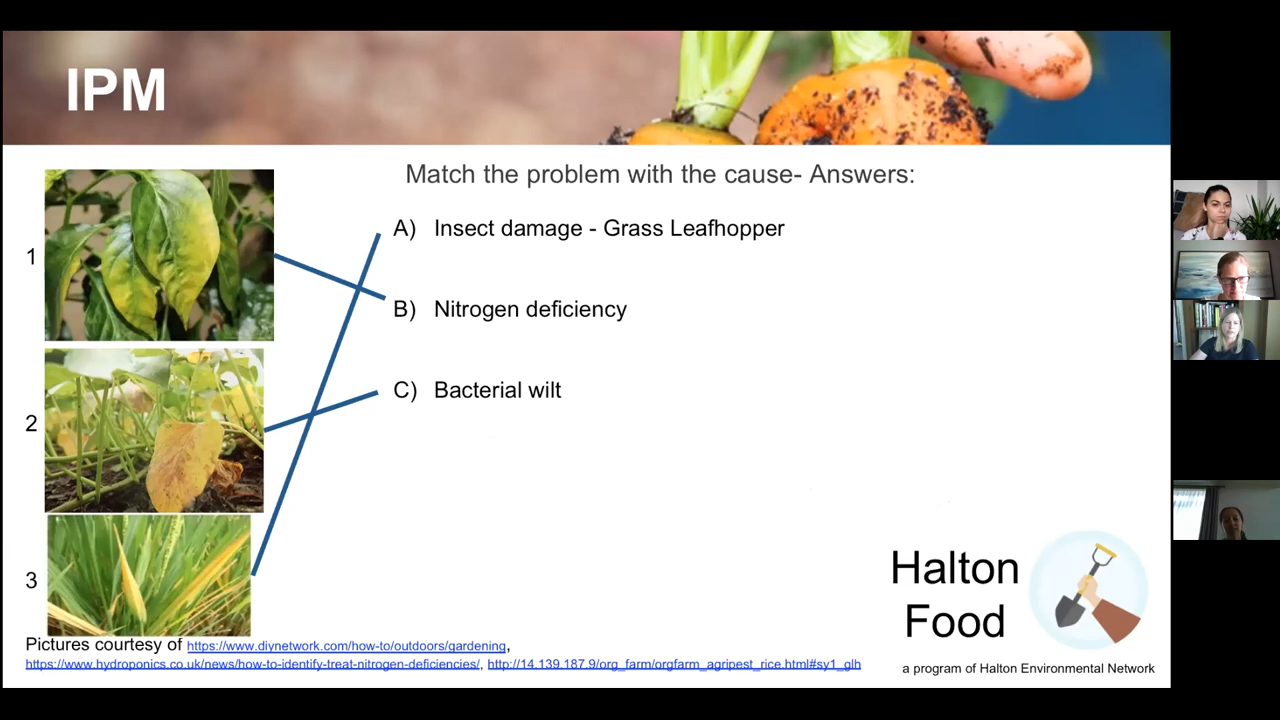 IPM
Match the problem with the cause- Answers:
1
A) Insect damage - Grass Leafhopper
B) Nitrogen deficiency
2
C) Bacterial wilt
3
Halton
Food
a program of Halton Environmental Network
Pictures courtesy of https://www.diynetwork.com/how-to/outdoors/gardening,
https://www.hydroponics.co.uk/news/how-to-identify-treat-nitrogen-deficiencies/, http://14.139.187.9/org_farm/orgfarm_agripest_rice.html#sy1_glh